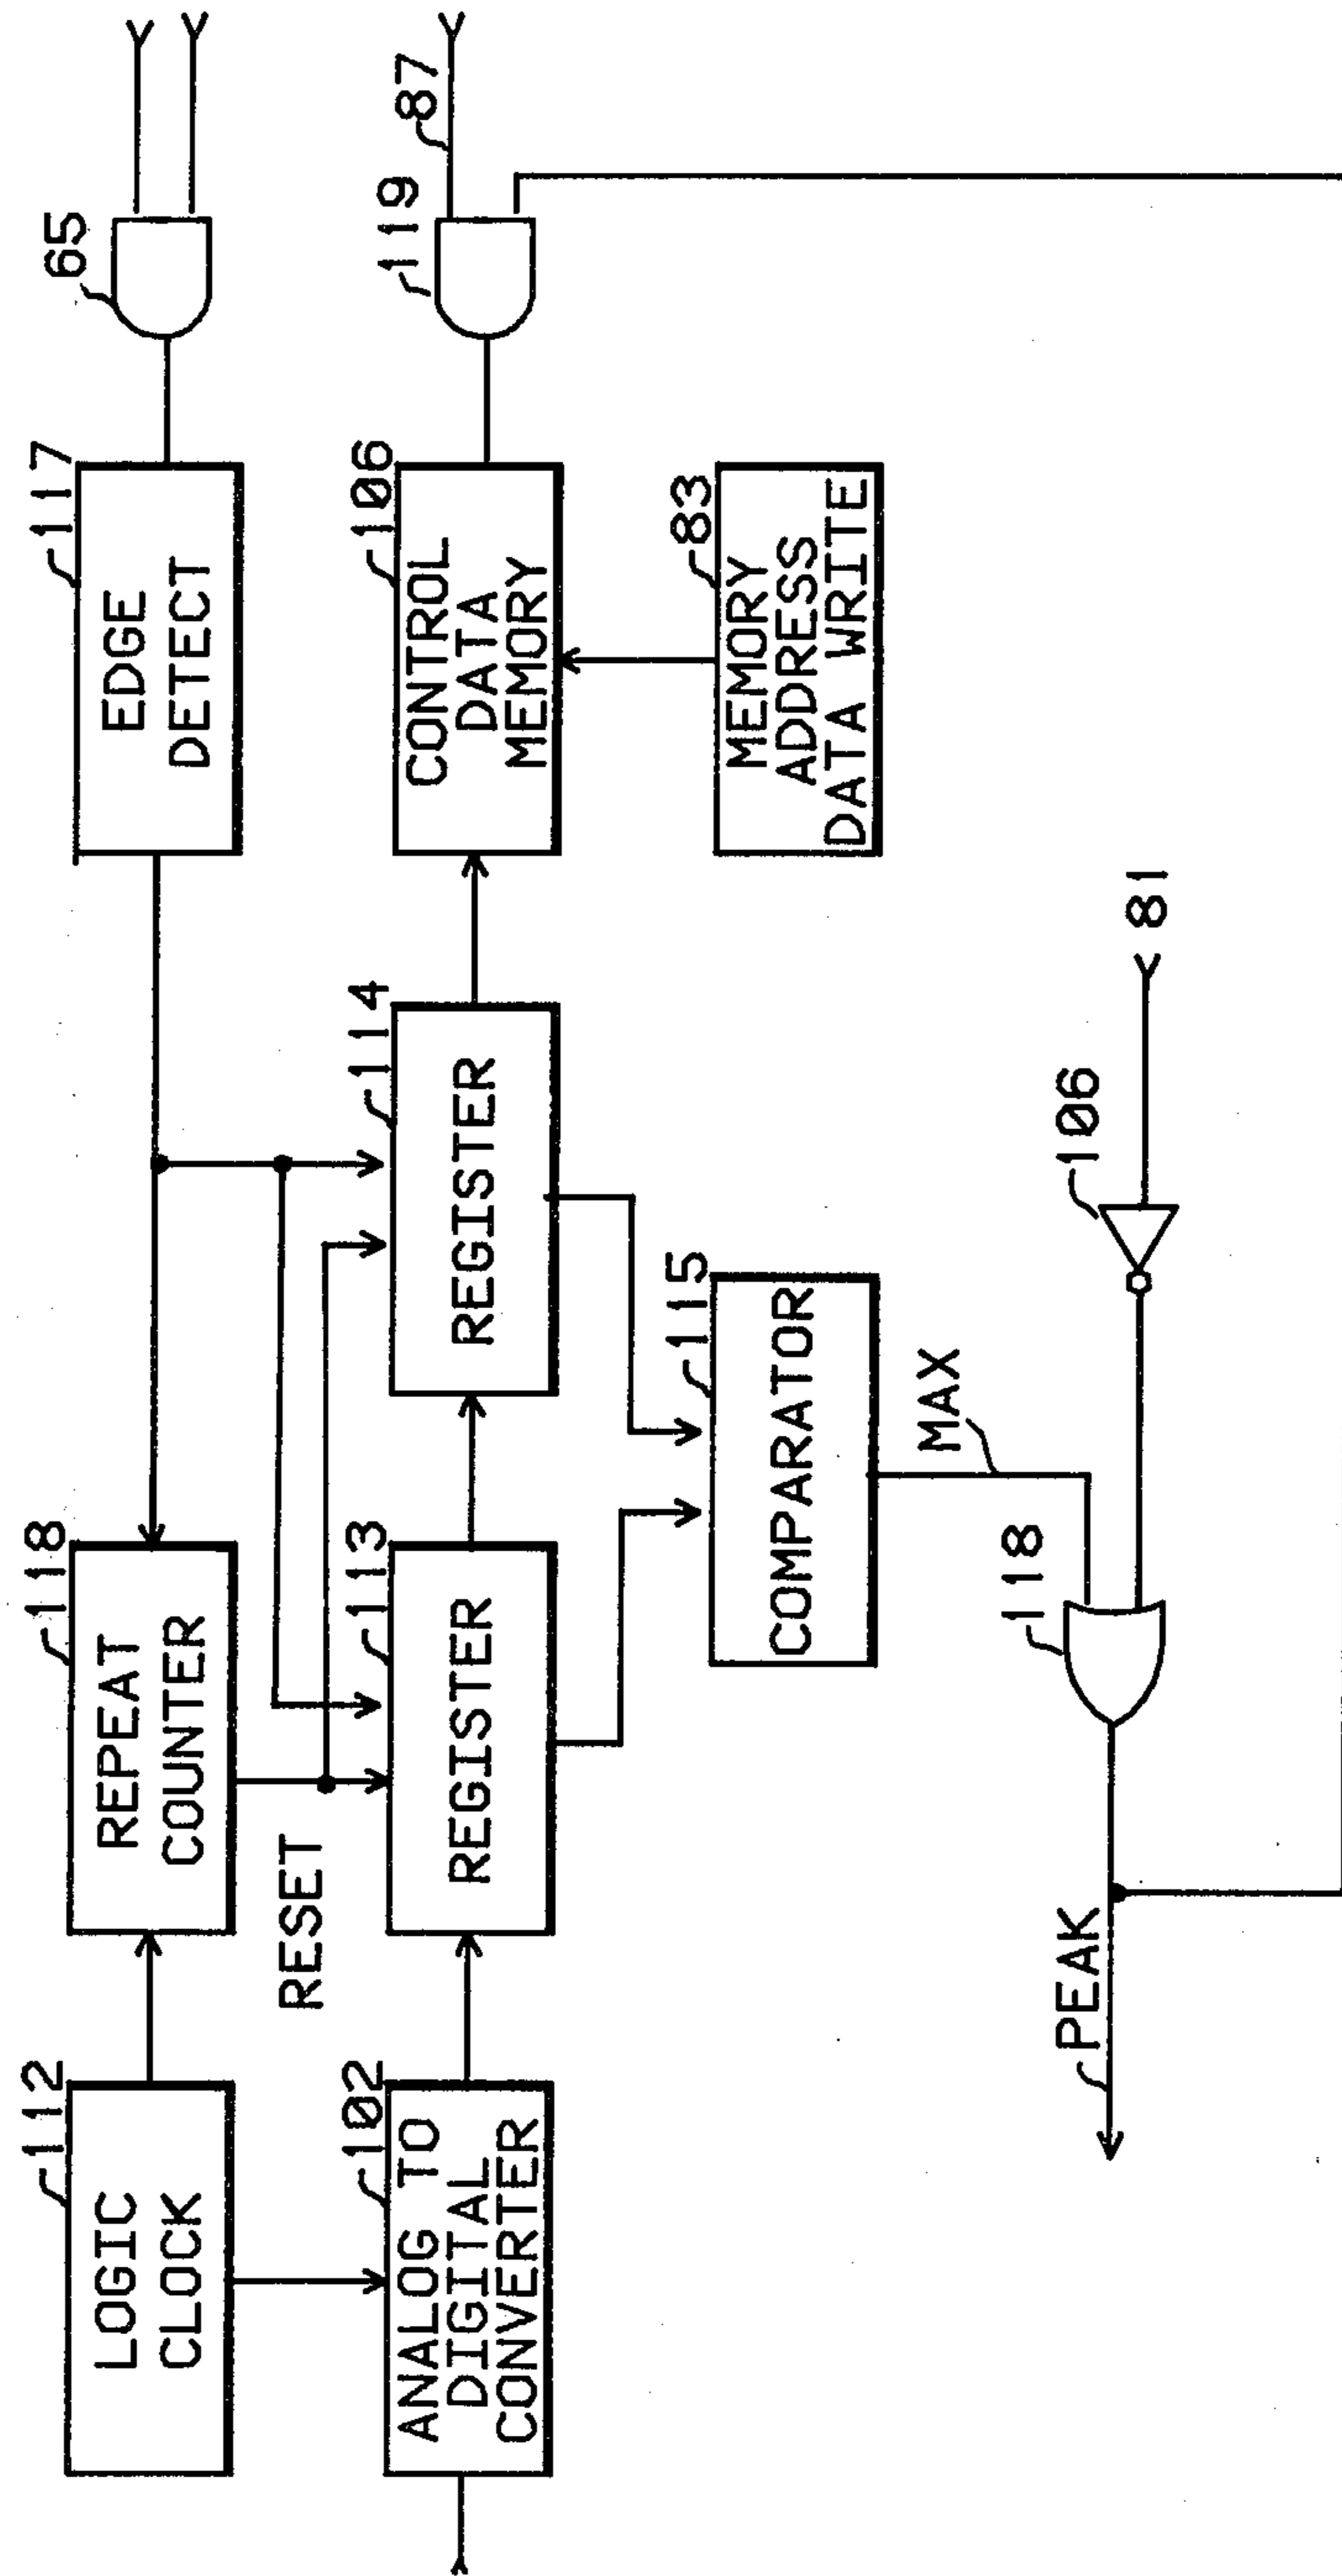 112
LOGIC
CLOCK
118
REPEAT
COUNTER
117
EDGE
DETECT
65
RESET
102
ANALOG TO
DIGITAL
CONVERTER
113
REGISTER
114
REGISTER
106
CONTROL
DATA
MEMORY
119
87
115
COMPARATOR
83
MEMORY
ADDRESS
DATA WRITE
MAX
PEAK
118
106
81